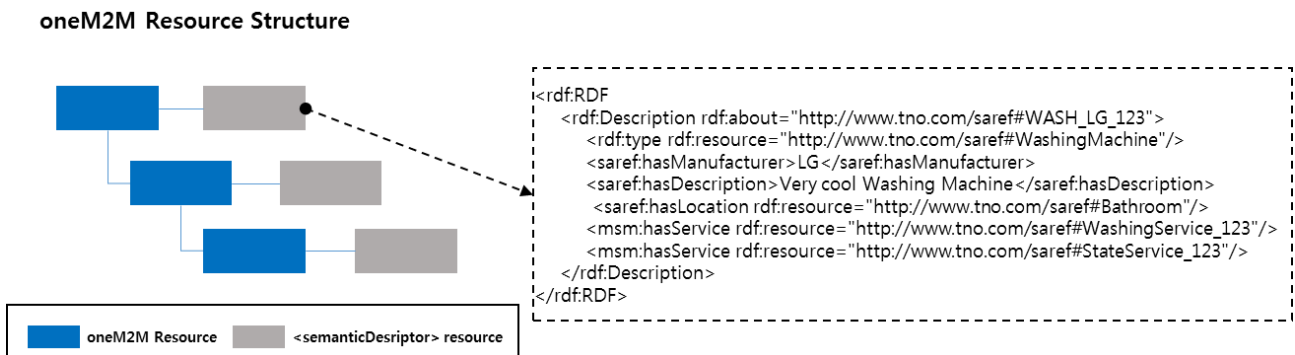 oneM2M Resource Structure
<rdf:RDF
<rdf:Description rdf:about="http://www.tno.com/saref#WASH_LG_123">
<rdf:type rdf:resource="http://www.tno.com/saref#WashingMachine"/>
<saref:hasManufacturer>LG</saref:hasManufacturer>
<saref:hasDescription>Very cool Washing Machine</saref:hasDescription>
<saref:hasLocation rdf:resource="http://www.tno.com/saref#Bathroom"/>
<msm:hasService rdf:resource="http://www.tno.com/saref#WashingService_123"/>
<msm:hasService rdf:resource="http://www.tno.com/saref#StateService_123"/>
</rdf:Description>
</rdf:RDF>
oneM2M Resource
<semanticDesriptor> resource